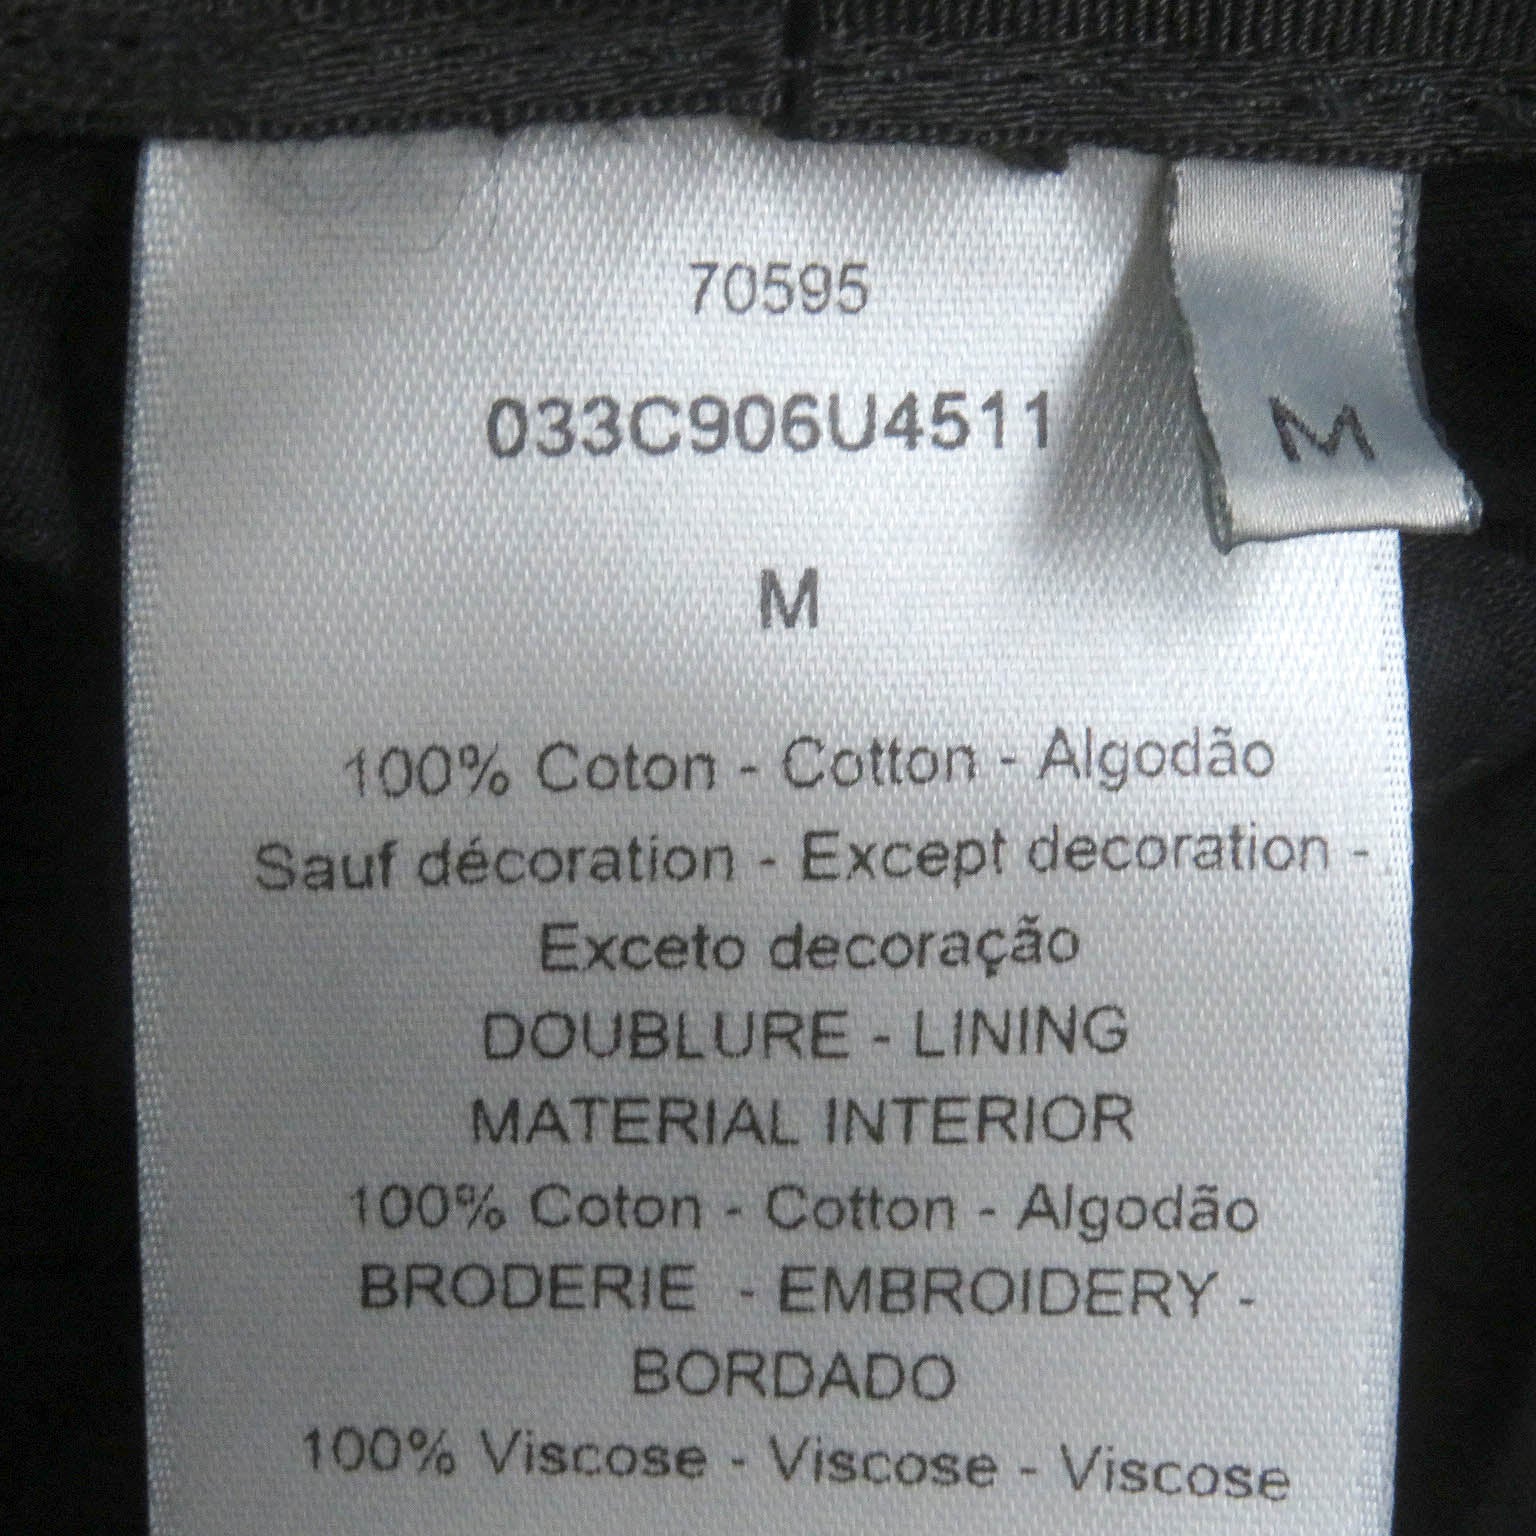 70595
033C906U4511
M
M
100% Coton - Cotton - Algodão
Sauf décoration - Except decoration -
Exceto decoração
DOUBLURE - LINING
MATERIAL INTERIOR
100% Coton - Cotton - Algodão
BRODERIE - EMBROIDERY -
BORDADO
100% Viscose - Viscose - Viscose